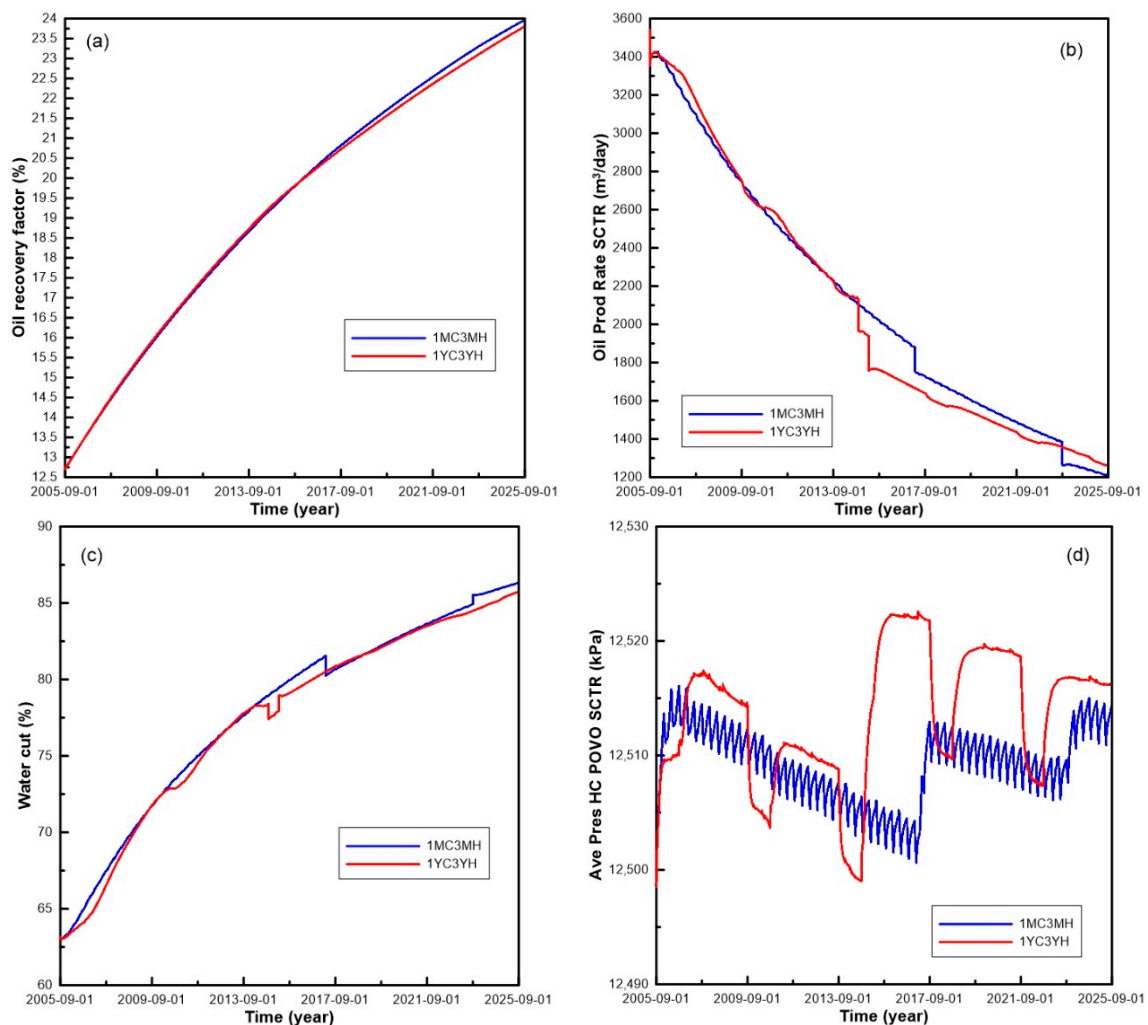 (a)
24
23.5
23
22.5
22
21.5
21
20.5
20
19.5
19
18.5
18
17.5
17
16.5
16
15.5
15
14.5
14
13.5
13
12.5
Oil recovery factor (%)
1MC3MH
1YC3YH
2005-09-01 2009-09-01 2013-09-01 2017-09-01 2021-09-01 2025-09-01
Time (year)
(b)
3600
3400
3200
3000
2800
2600
2400
2200
2000
1800
1600
1400
1200
Oil Prod Rate SCTR (m³/day)
1MC3MH
1YC3YH
2005-09-01 2009-09-01 2013-09-01 2017-09-01 2021-09-01 2025-09-01
Time (year)
(c)
90
85
80
75
70
65
60
Water cut (%)
1MC3MH
1YC3YH
2005-09-01 2009-09-01 2013-09-01 2017-09-01 2021-09-01 2025-09-01
Time (year)
(d)
12,530
12,520
12,510
12,500
12,490
Ave Pres HC POVO SCTR (kPa)
1MC3MH
1YC3YH
2005-09-01 2009-09-01 2013-09-01 2017-09-01 2021-09-01 2025-09-01
Time (year)